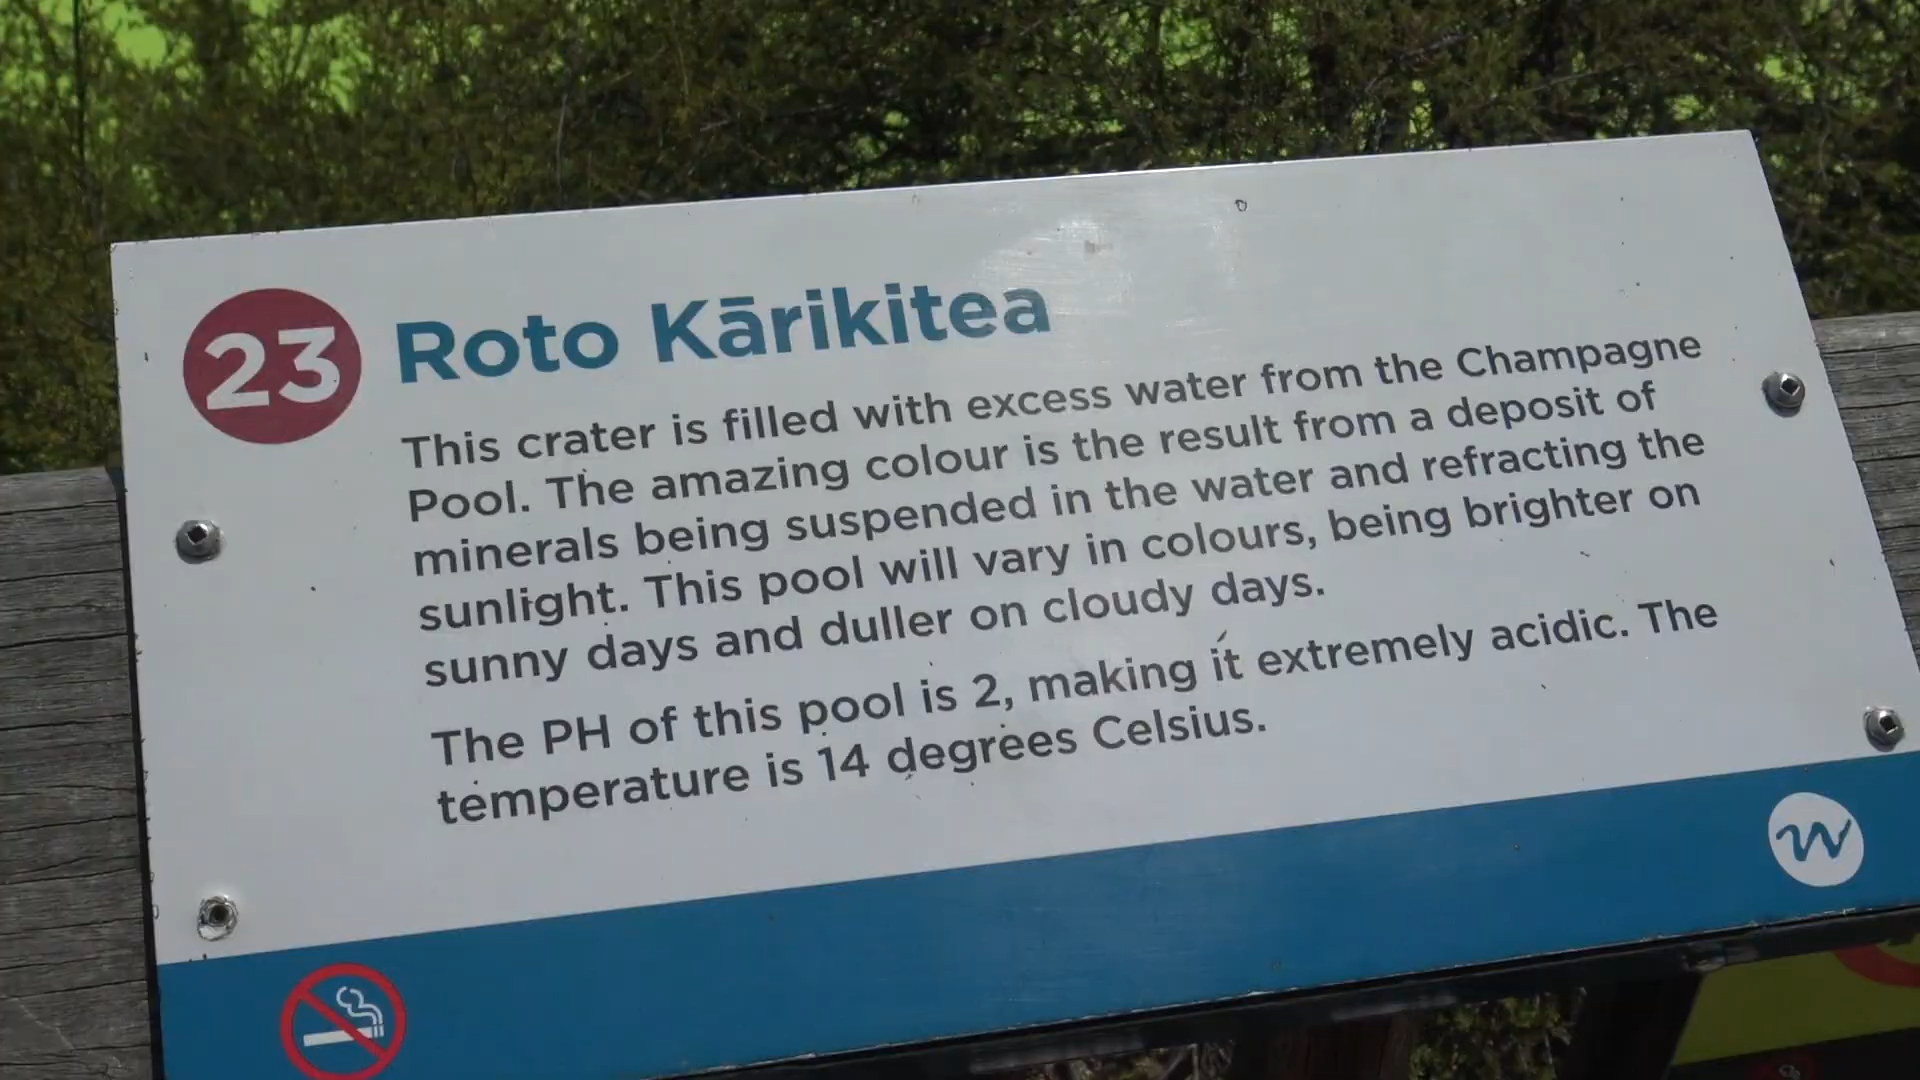 23
Roto Kārikitea
This crater is filled with excess water from the Champagne
Pool. The amazing colour is the result from a deposit of
minerals being suspended in the water and refracting the
sunlight. This pool will vary in colours, being brighter on
sunny days and duller on cloudy days.
The PH of this pool is 2, making it extremely acidic. The
temperature is 14 degrees Celsius.
w